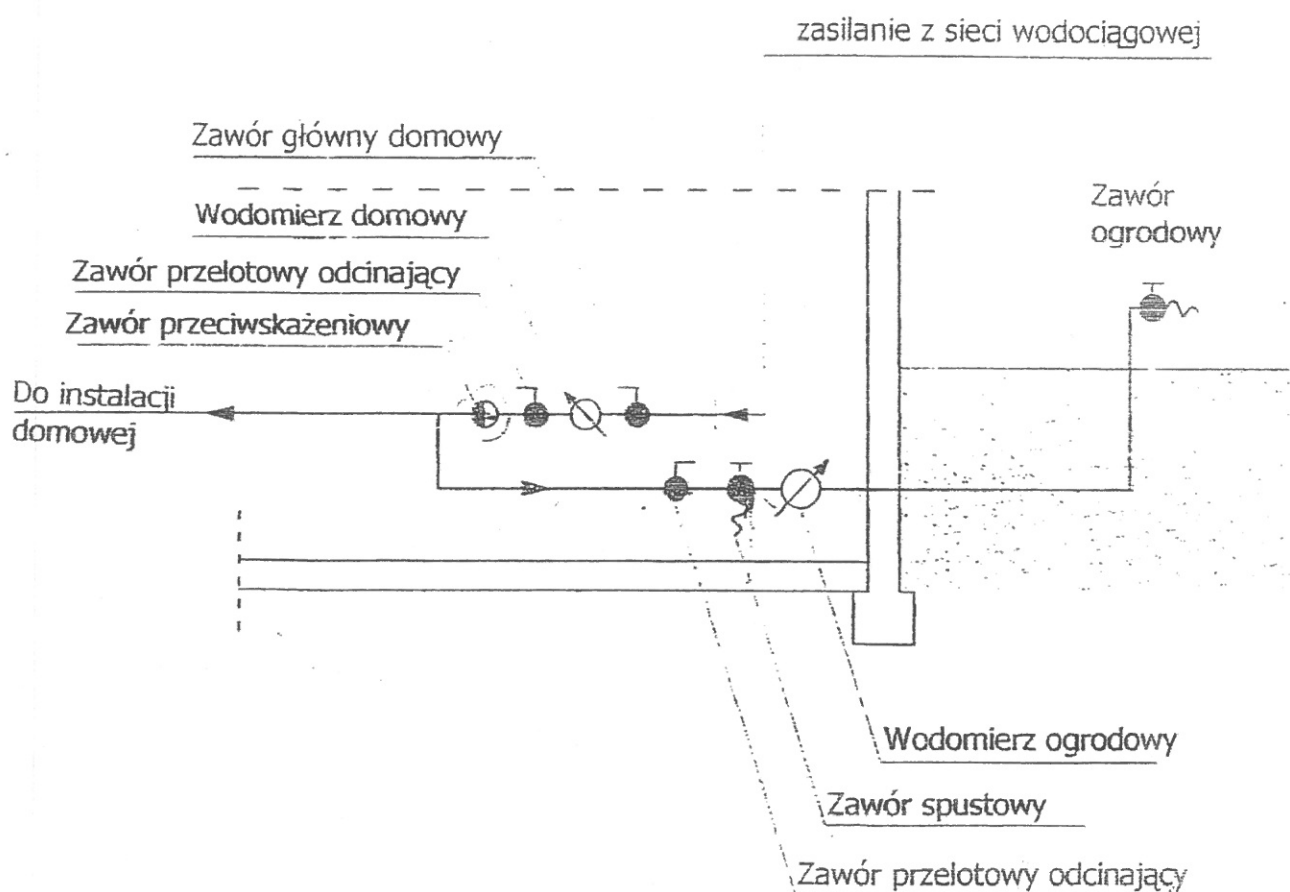 zasilanie z sieci wodociągowej
Zawór główny domowy
Wodomierz domowy
Zawór przelotowy odcinający
Zawór przeciwskażeniowy
Do instalacji
domowej
Zawór
ogrodowy
Wodomierz ogrodowy
Zawór spustowy
Zawór przelotowy odcinający